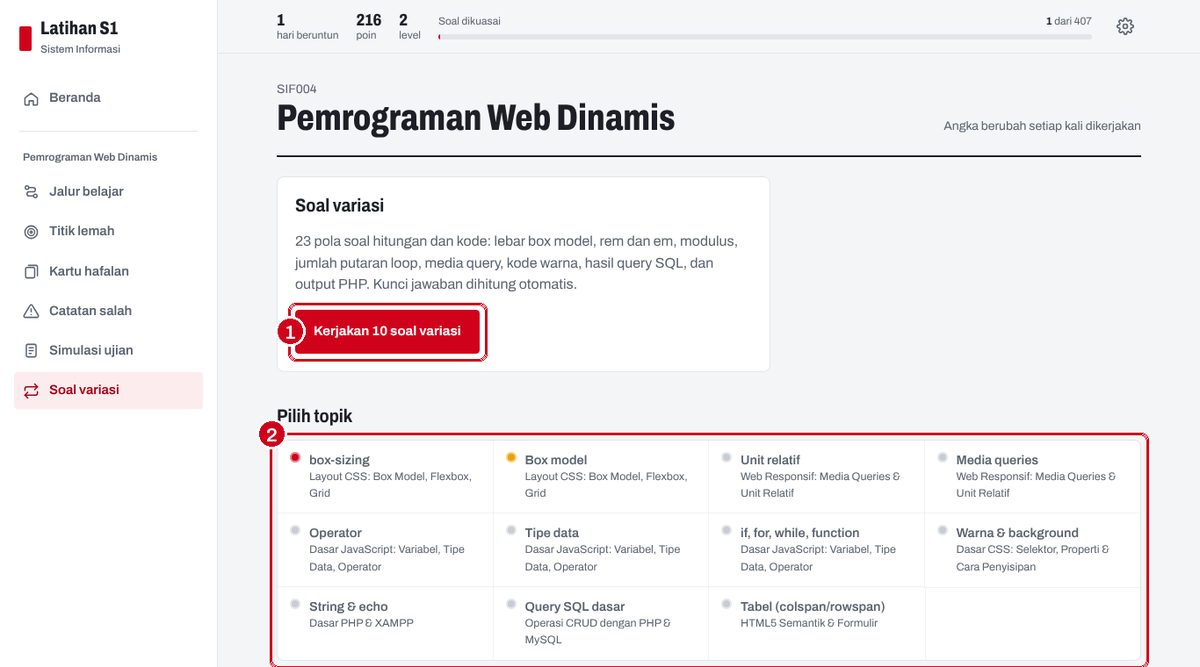 Latihan S1
Sistem Informasi
Beranda
Pemrograman Web Dinamis
Jalur belajar
Titik lemah
Kartu hafalan
Catatan salah
Simulasi ujian
Soal variasi
1
hari beruntun
216
poin
2
level
Soal dikuasai
1 dari 407
SIF004
Pemrograman Web Dinamis
Angka berubah setiap kali dikerjakan
Soal variasi
23 pola soal hitungan dan kode: lebar box model, rem dan em, modulus,
jumlah putaran loop, media query, kode warna, hasil query SQL, dan
output PHP. Kunci jawaban dihitung otomatis.
1
Kerjakan 10 soal variasi
Pilih topik
2
box-sizing
Layout CSS: Box Model, Flexbox,
Grid
Box model
Layout CSS: Box Model, Flexbox,
Grid
Unit relatif
Web Responsif: Media Queries &
Unit Relatif
Media queries
Web Responsif: Media Queries &
Unit Relatif
Operator
Dasar JavaScript: Variabel, Tipe
Data, Operator
Tipe data
Dasar JavaScript: Variabel, Tipe
Data, Operator
if, for, while, function
Dasar JavaScript: Variabel, Tipe
Data, Operator
Warna & background
Dasar CSS: Selektor, Properti &
Cara Penyisipan
String & echo
Dasar PHP & XAMPP
Query SQL dasar
Operasi CRUD dengan PHP &
MySQL
Tabel (colspan/rowspan)
HTML5 Semantik & Formulir